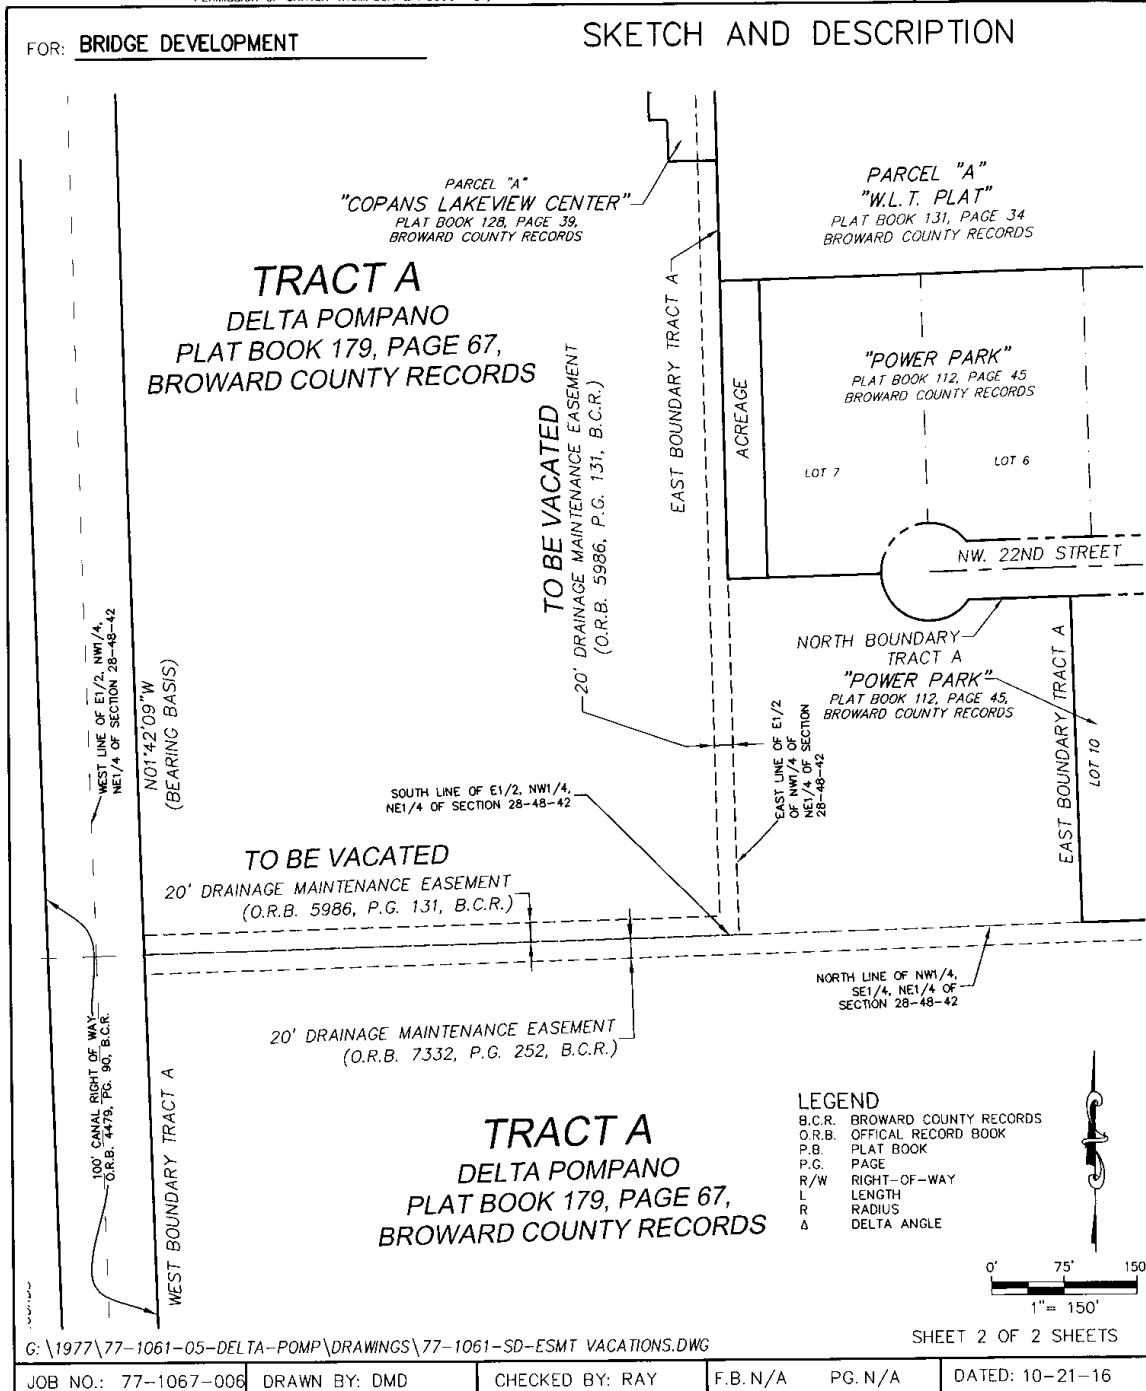 FOR: BRIDGE DEVELOPMENT
SKETCH AND DESCRIPTION
PARCEL "A"
"COPANS LAKEVIEW CENTER"
PLAT BOOK 128, PAGE 39,
BROWARD COUNTY RECORDS
PARCEL "A"
"W.L.T. PLAT"
PLAT BOOK 131, PAGE 34
BROWARD COUNTY RECORDS
TRACT A
DELTA POMPANO
PLAT BOOK 179, PAGE 67,
BROWARD COUNTY RECORDS
EAST BOUNDARY TRACT A
ACREAGE
"POWER PARK"
PLAT BOOK 112, PAGE 45
BROWARD COUNTY RECORDS
LOT 7
LOT 6
TO BE VACATED
20' DRAINAGE MAINTENANCE EASEMENT
(O.R.B. 5986, P.G. 131, B.C.R.)
NW. 22ND STREET
NORTH BOUNDARY
TRACT A
"POWER PARK"
PLAT BOOK 112, PAGE 45,
BROWARD COUNTY RECORDS
EAST BOUNDARY TRACT A
LOT 10
WEST LINE OF E1/2, NW1/4,
NE1/4 OF SECTION 28-48-42
N01°42'09"W
(BEARING BASIS)
EAST LINE OF E1/2
OF NW1/4 OF
NE1/4 OF SECTION
28-48-42
SOUTH LINE OF E1/2, NW1/4,
NE1/4 OF SECTION 28-48-42
TO BE VACATED
20' DRAINAGE MAINTENANCE EASEMENT
(O.R.B. 5986, P.G. 131, B.C.R.)
NORTH LINE OF NW1/4,
SE1/4, NE1/4 OF
SECTION 28-48-42
20' DRAINAGE MAINTENANCE EASEMENT
(O.R.B. 7332, P.G. 252, B.C.R.)
100' CANAL RIGHT OF WAY
O.R.B. 4479, PG. 90, B.C.R.
WEST BOUNDARY TRACT A
TRACT A
DELTA POMPANO
PLAT BOOK 179, PAGE 67,
BROWARD COUNTY RECORDS
LEGEND
B.C.R. BROWARD COUNTY RECORDS
O.R.B. OFFICAL RECORD BOOK
P.B. PLAT BOOK
P.G. PAGE
R/W RIGHT-OF-WAY
L LENGTH
R RADIUS
Δ DELTA ANGLE
0' 75' 150
1"= 150'
G: \1977\77-1061-05-DELTA-POMP\DRAWINGS\77-1061-SD-ESMT VACATIONS.DWG
SHEET 2 OF 2 SHEETS
JOB NO.: 77-1067-006 DRAWN BY: DMD CHECKED BY: RAY F.B. N/A PG. N/A DATED: 10-21-16